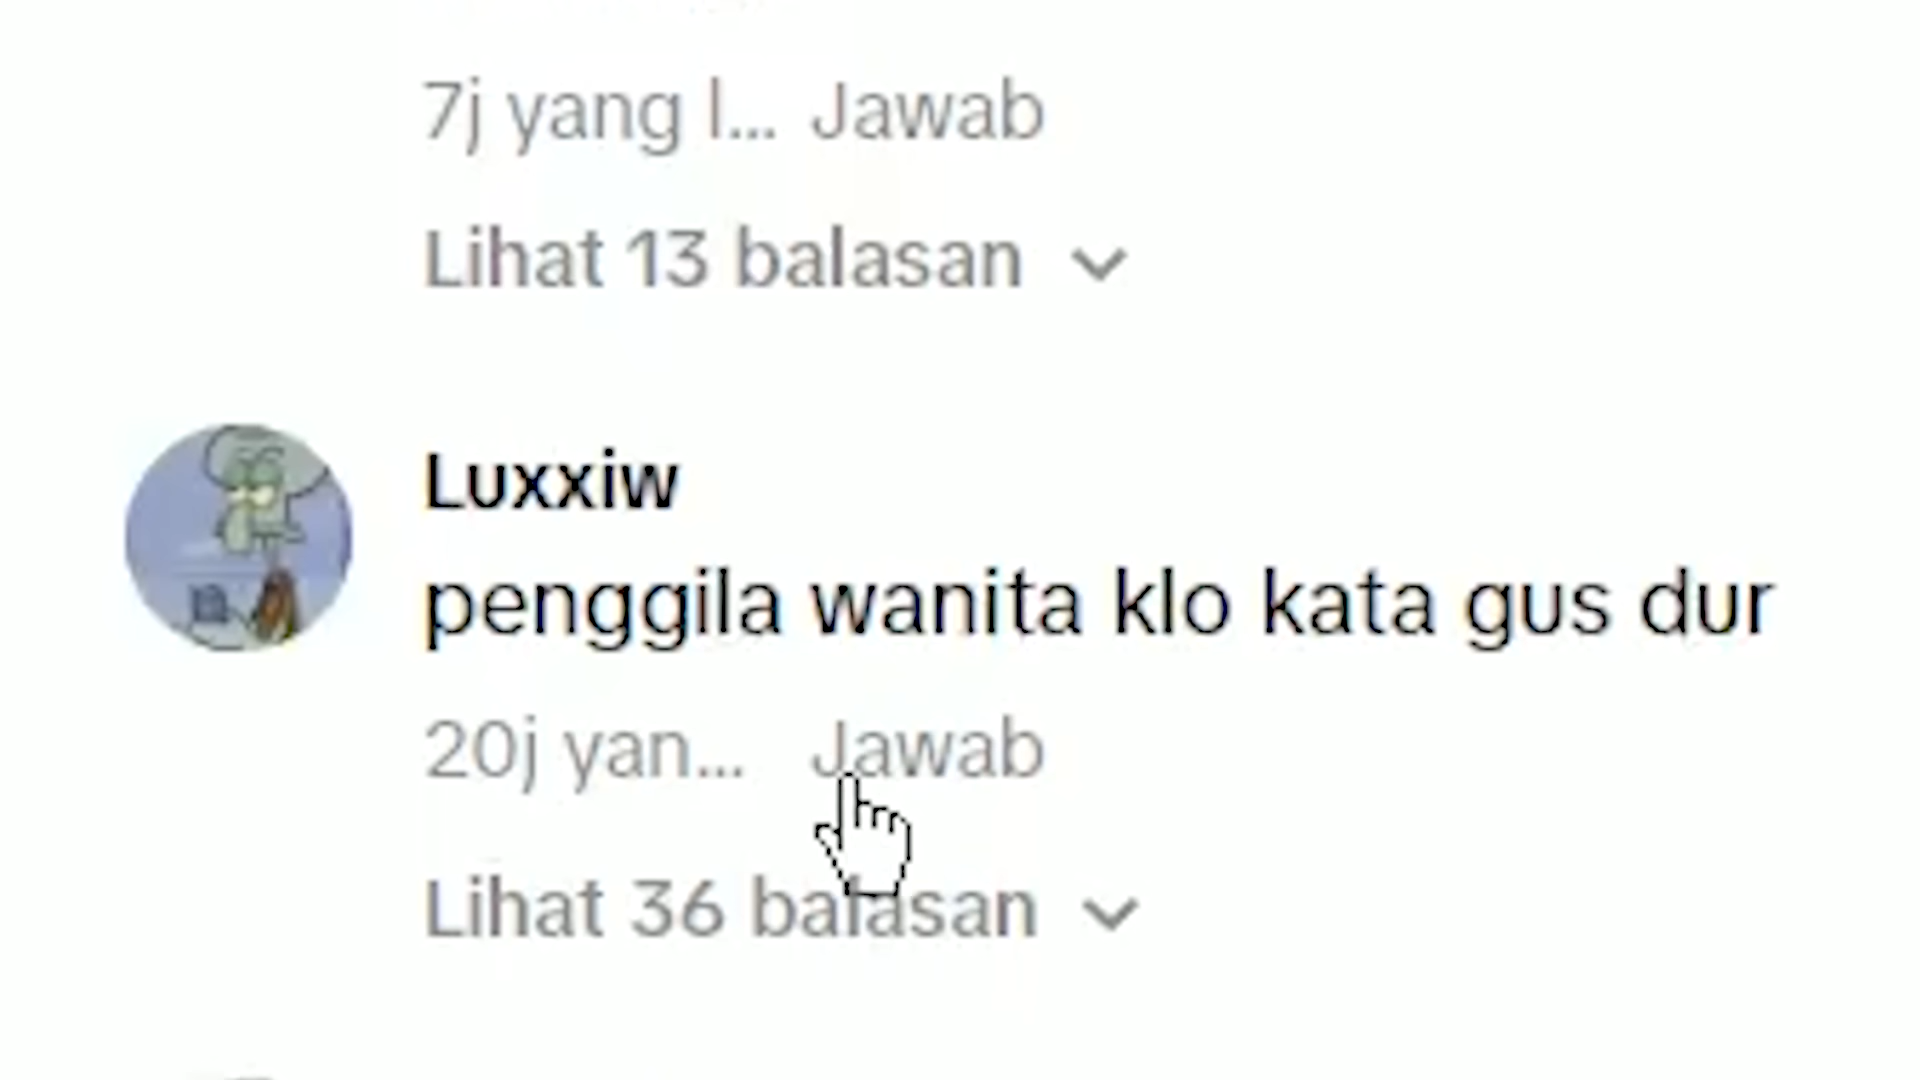 7j yang l... Jawab
Lihat 13 balasan
Luxxiw
penggila wanita klo kata gus dur
20j yan... Jawab
Lihat 36 balasan